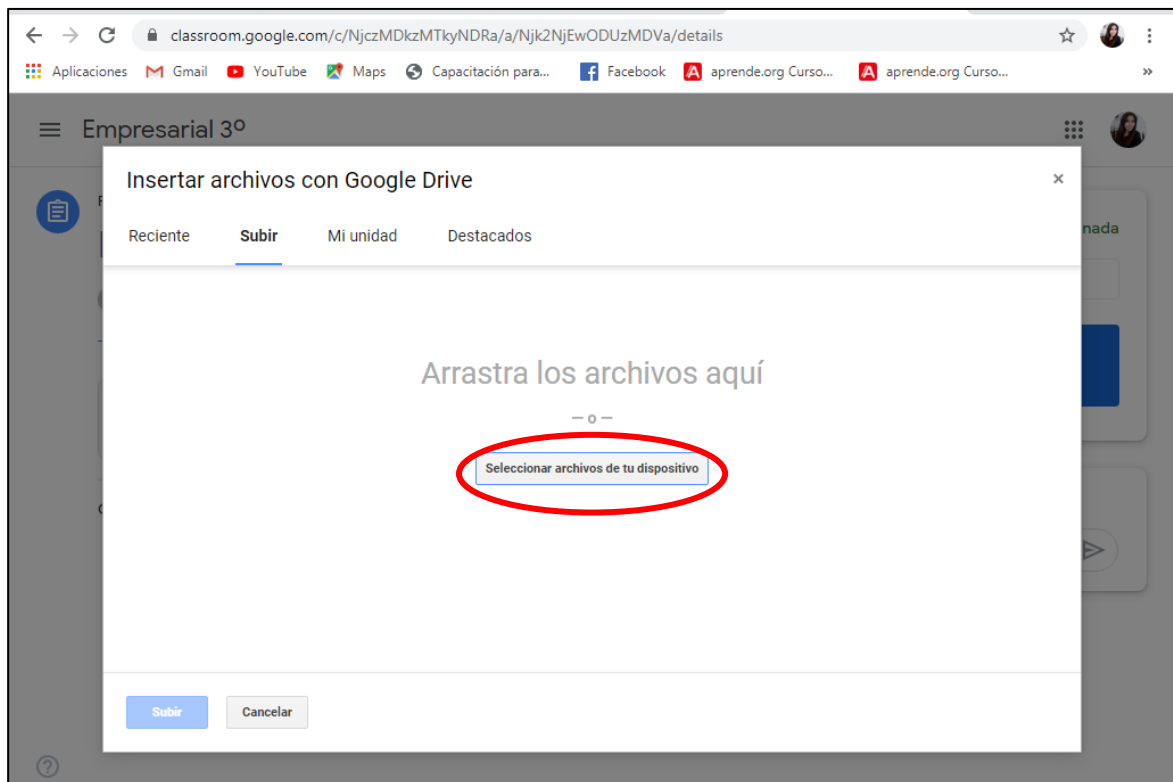 classroom.google.com/c/NjczMDkzMTkyNDRa/a/Njk2NjEwODUzMDVa/details
Aplicaciones Gmail YouTube Maps Capacitación para... Facebook aprende.org Curso... aprende.org Curso... »
Empresarial 3º
Insertar archivos con Google Drive ×
Reciente Subir Mi unidad Destacados
nada
Arrastra los archivos aquí
— o —
Seleccionar archivos de tu dispositivo
Subir Cancelar